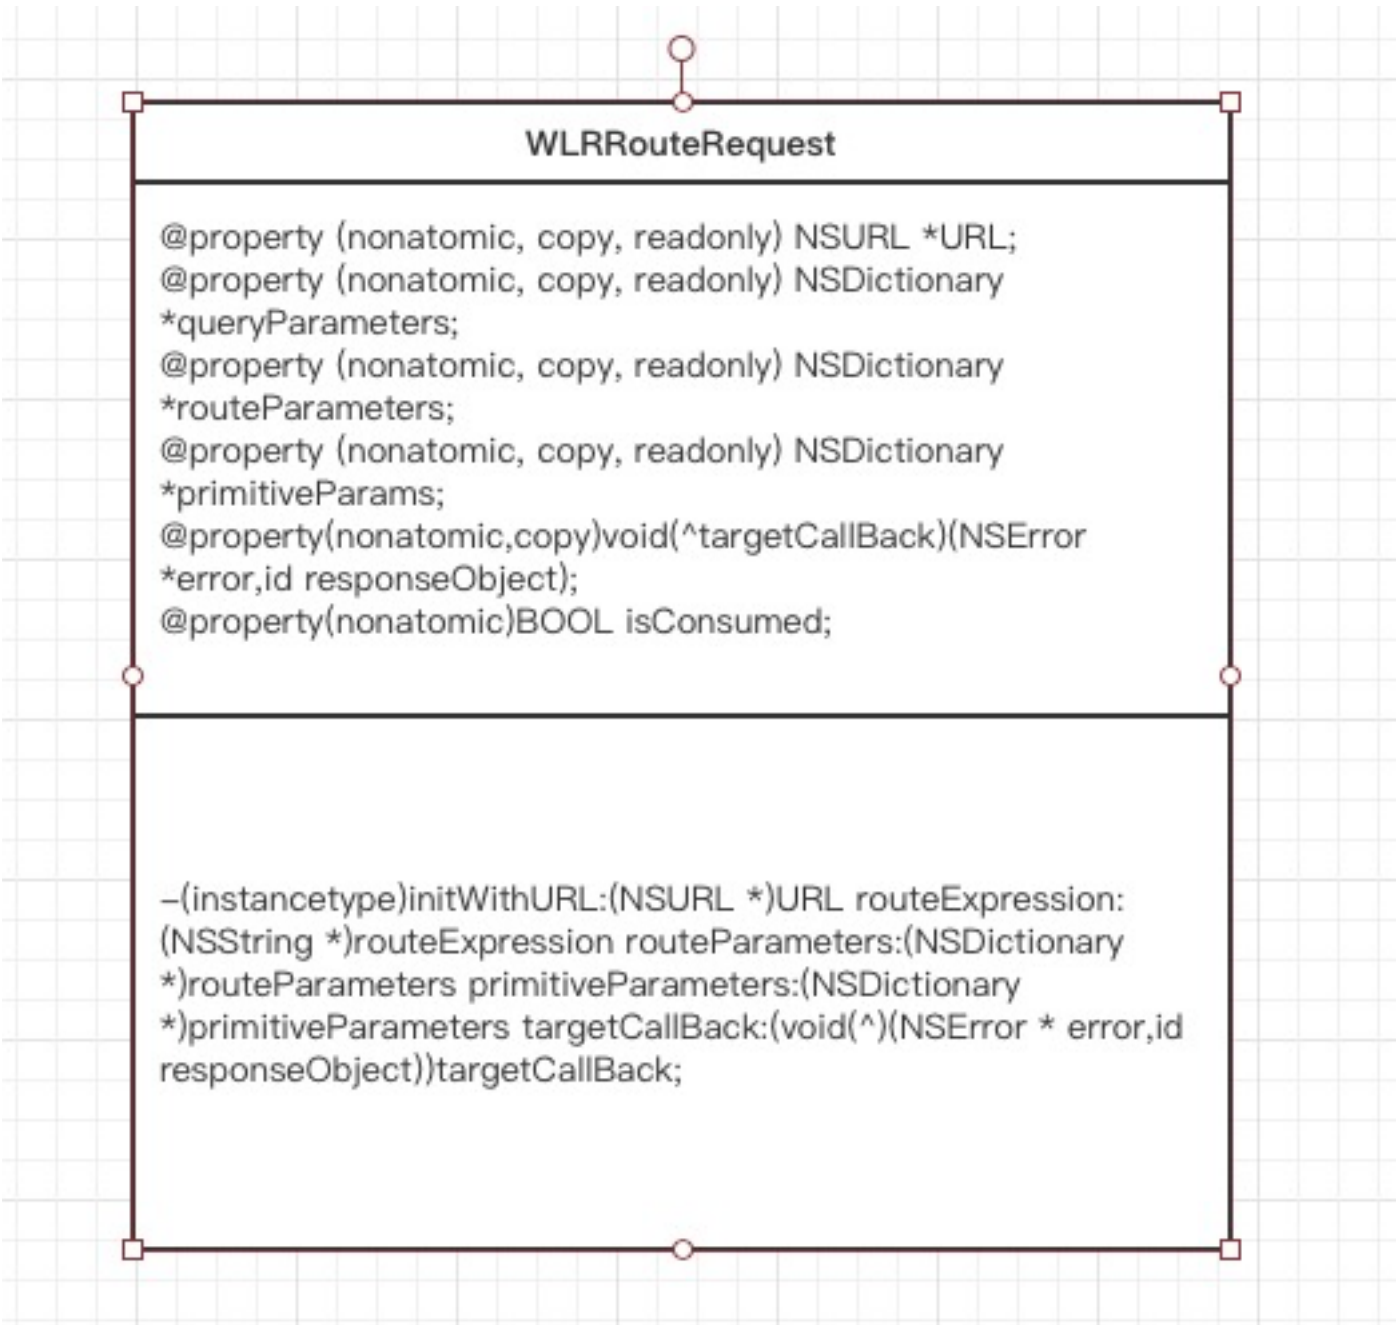 WLRRouteRequest
@property (nonatomic, copy, readonly) NSURL *URL;
@property (nonatomic, copy, readonly) NSDictionary
*queryParameters;
@property (nonatomic, copy, readonly) NSDictionary
*routeParameters;
@property (nonatomic, copy, readonly) NSDictionary
*primitiveParams;
@property(nonatomic,copy)void(^targetCallBack)(NSError
*error,id responseObject);
@property(nonatomic)BOOL isConsumed;
-(instancetype)initWithURL:(NSURL *)URL routeExpression:
(NSString *)routeExpression routeParameters:(NSDictionary
*)routeParameters primitiveParameters:(NSDictionary
*)primitiveParameters targetCallBack:(void(^)(NSError * error,id
responseObject))targetCallBack;